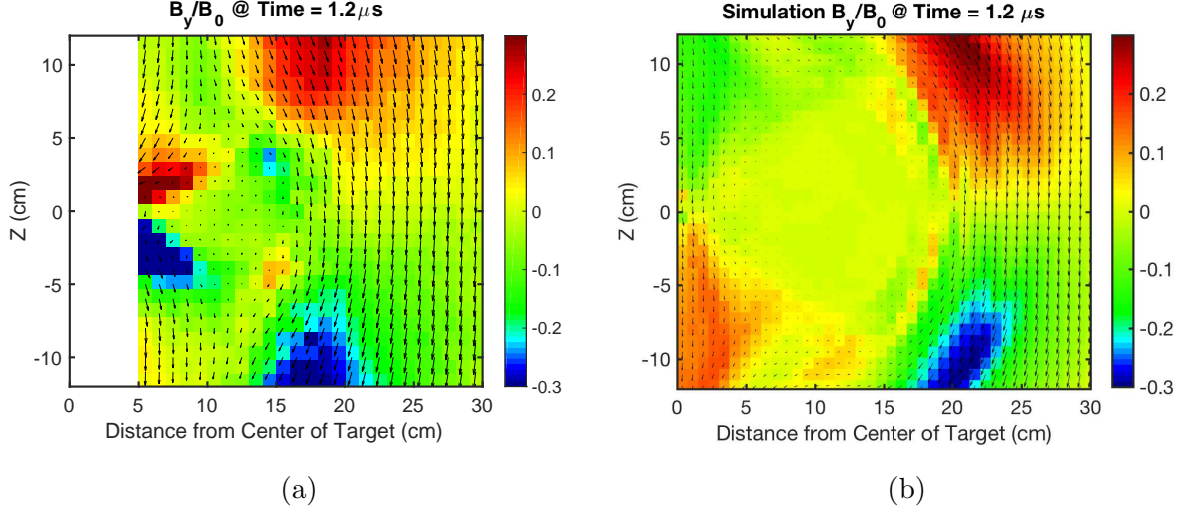 B_y/B_0 @ Time = 1.2μs
10
5
0
-5
-10
Z (cm)
0 5 10 15 20 25 30
Distance from Center of Target (cm)
0.2
0.1
0
-0.1
-0.2
-0.3
(a)
Simulation B_y/B_0 @ Time = 1.2 μs
10
5
0
-5
-10
Z (cm)
0 5 10 15 20 25 30
Distance from Center of Target (cm)
0.2
0.1
0
-0.1
-0.2
-0.3
(b)